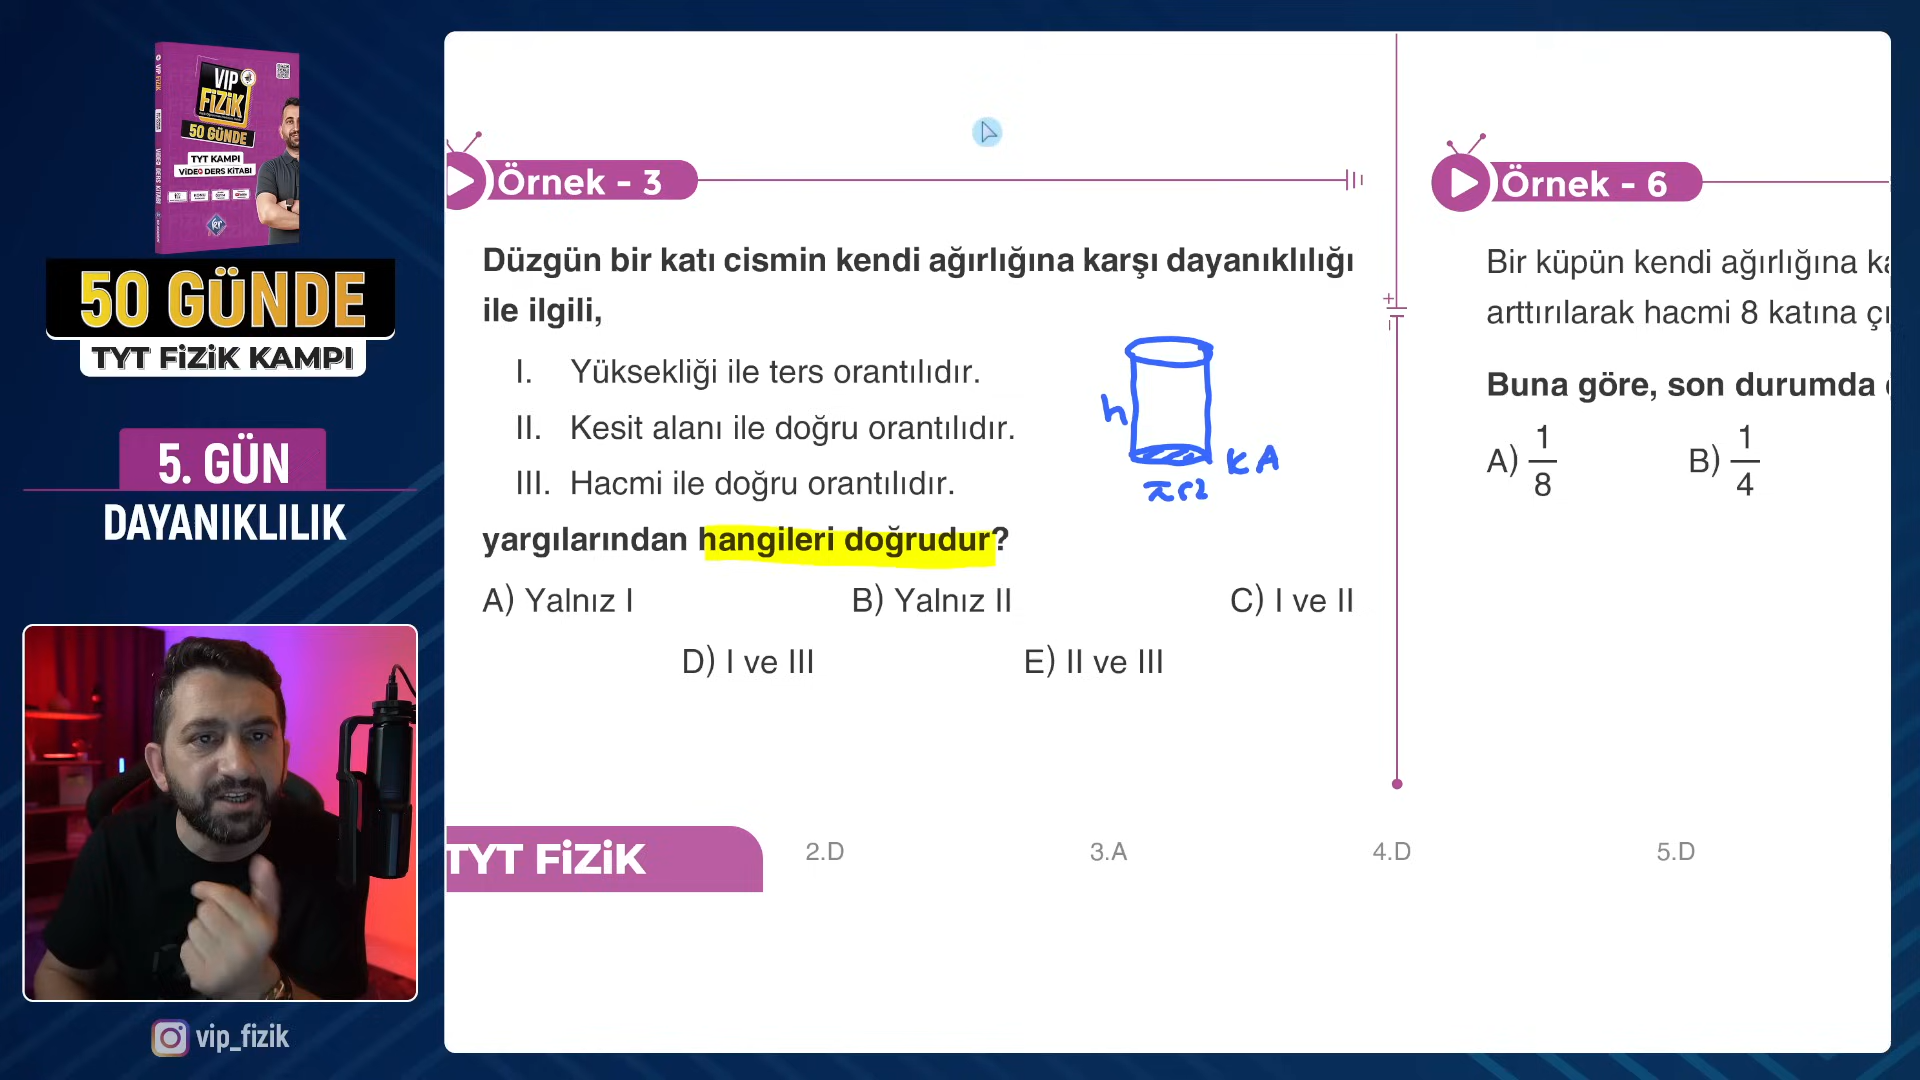 VIP
FİZİK
50 GÜNDE
TYT KAMPI
VİDEO DERS KİTABI
50 GÜNDE
TYT FİZİK KAMPI
5. GÜN
DAYANIKLILIK
vip_fizik
Örnek - 3
Düzgün bir katı cismin kendi ağırlığına karşı dayanıklılığı
ile ilgili,
I. Yüksekliği ile ters orantılıdır.
II. Kesit alanı ile doğru orantılıdır.
III. Hacmi ile doğru orantılıdır.
yargılarından hangileri doğrudur?
A) Yalnız I B) Yalnız II C) I ve II
D) I ve III E) II ve III
h
KA
πr2
Örnek - 6
Bir küpün kendi ağırlığına ka
arttırılarak hacmi 8 katına çı
Buna göre, son durumda
A) 1/8 B) 1/4
TYT FİZİK
2.D 3.A 4.D 5.D